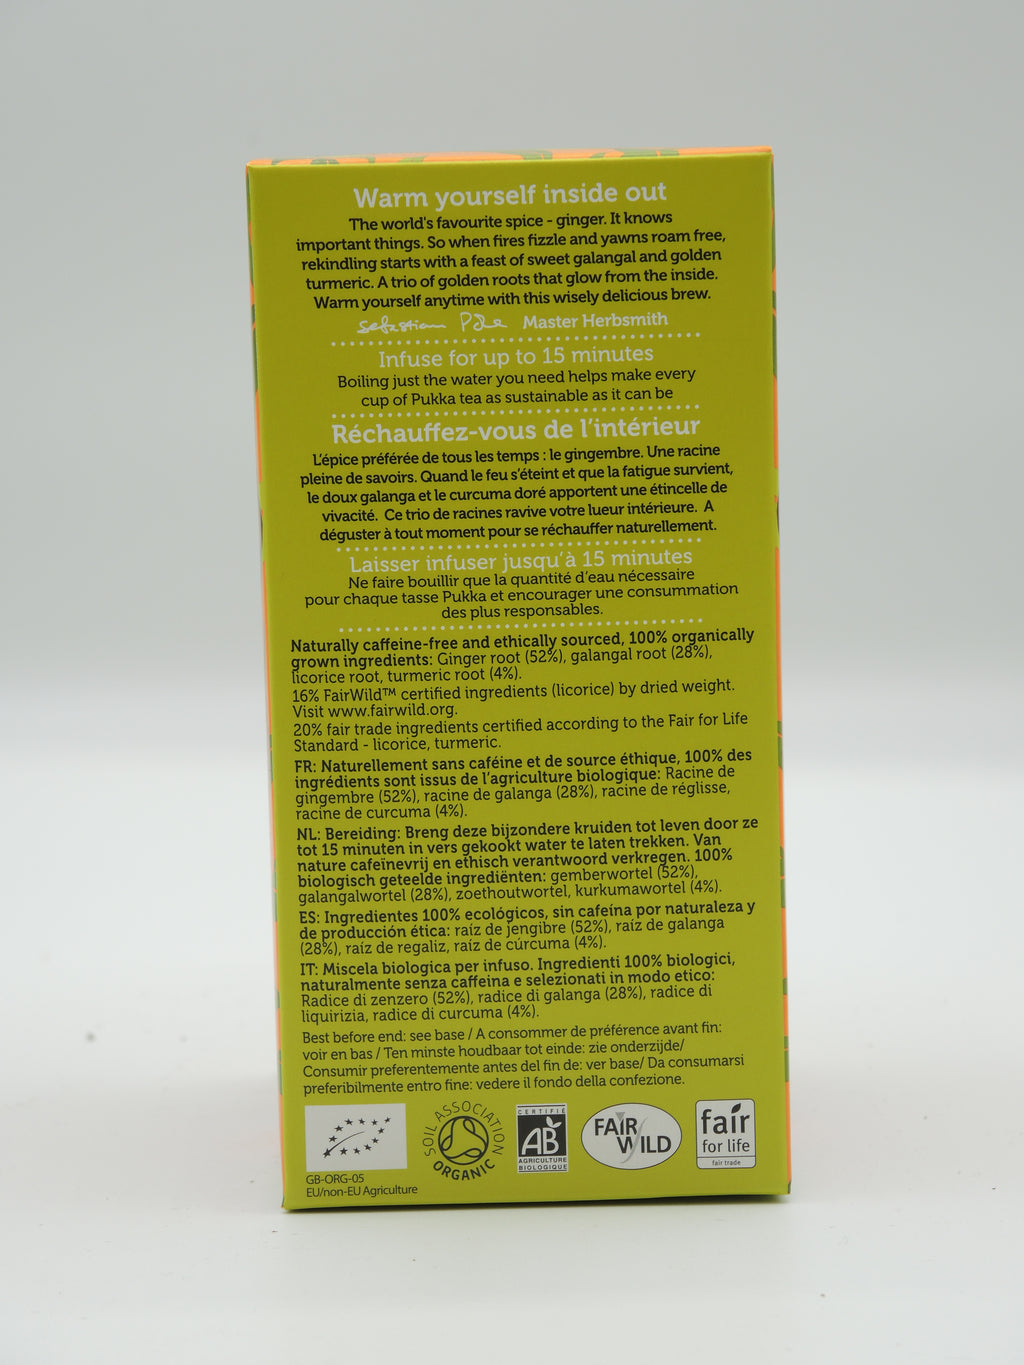 Warm yourself inside out
The world's favourite spice - ginger. It knows
important things. So when fires fizzle and yawns roam free,
rekindling starts with a feast of sweet galangal and golden
turmeric. A trio of golden roots that glow from the inside.
Warm yourself anytime with this wisely delicious brew.
Sebastian Pole Master Herbsmith
Infuse for up to 15 minutes
Boiling just the water you need helps make every
cup of Pukka tea as sustainable as it can be
Réchauffez-vous de l'intérieur
L'épice préférée de tous les temps : le gingembre. Une racine
pleine de savoirs. Quand le feu s'éteint et que la fatigue survient,
le doux galanga et le curcuma doré apportent une étincelle de
vivacité. Ce trio de racines ravive votre lueur intérieure. A
déguster à tout moment pour se réchauffer naturellement.
Laisser infuser jusqu'à 15 minutes
Ne faire bouillir que la quantité d'eau nécessaire
pour chaque tasse Pukka et encourager une consummation
des plus responsables.
Naturally caffeine-free and ethically sourced, 100% organically
grown ingredients: Ginger root (52%), galangal root (28%),
licorice root, turmeric root (4%).
16% FairWild™ certified ingredients (licorice) by dried weight.
Visit www.fairwild.org.
20% fair trade ingredients certified according to the Fair for Life
Standard - licorice, turmeric.
FR: Naturellement sans caféine et de source éthique, 100% des
ingrédients sont issus de l'agriculture biologique: Racine de
gingembre (52%), racine de galanga (28%), racine de réglisse,
racine de curcuma (4%).
NL: Bereiding: Breng deze bijzondere kruiden tot leven door ze
tot 15 minuten in vers gekookt water te laten trekken. Van
nature cafeïnevrij en ethisch verantwoord verkregen. 100%
biologisch geteelde ingrediënten: gemberwortel (52%),
galangalwortel (28%), zoethoutwortel, kurkumawortel (4%).
ES: Ingredientes 100% ecológicos, sin cafeína por naturaleza y
de producción ética: raíz de jengibre (52%), raíz de galanga
(28%), raíz de regaliz, raíz de cúrcuma (4%).
IT: Miscela biologica per infuso. Ingredienti 100% biologici,
naturalmente senza caffeina e selezionati in modo etico:
Radice di zenzero (52%), radice di galanga (28%), radice di
liquirizia, radice di curcuma (4%).
Best before end: see base / A consommer de préférence avant fin:
voir en bas / Ten minste houdbaar tot einde: zie onderzijde/
Consumir preferentemente antes del fin de: ver base/ Da consumarsi
preferibilmente entro fine: vedere il fondo della confezione.
SOIL ASSOCIATION
ORGANIC
CERTIFIÉ
AB
AGRICULTURE
BIOLOGIQUE
FAIR
WILD
fair
for life
fair trade
GB-ORG-05
EU/non-EU Agriculture